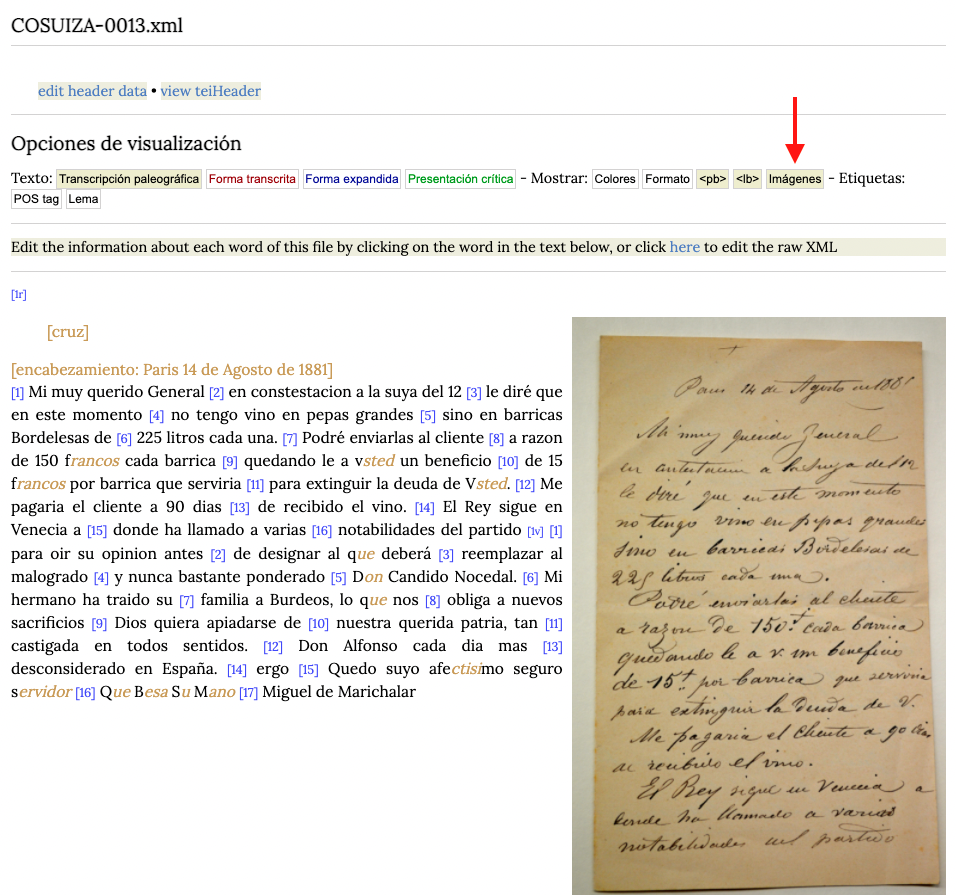 COSUIZA-0013.xml
edit header data • view teiHeader
Opciones de visualización
Texto: Transcripción paleográfica Forma transcrita Forma expandida Presentación crítica - Mostrar: Colores Formato <pb> <lb> Imágenes - Etiquetas:
POS tag Lema
Edit the information about each word of this file by clicking on the word in the text below, or click here to edit the raw XML
[1r]
[cruz]
[encabezamiento: Paris 14 de Agosto de 1881]
[1] Mi muy querido General [2] en constestacion a la suya del 12 [3] le diré que
en este momento [4] no tengo vino en pepas grandes [5] sino en barricas
Bordelesas de [6] 225 litros cada una. [7] Podré enviarlas al cliente [8] a razon
de 150 francos cada barrica [9] quedando le a vsted un beneficio [10] de 15
francos por barrica que serviria [11] para extinguir la deuda de Vsted. [12] Me
pagaria el cliente a 90 dias [13] de recibido el vino. [14] El Rey sigue en
Venecia a [15] donde ha llamado a varias [16] notabilidades del partido [1v] [1]
para oir su opinion antes [2] de designar al que deberá [3] reemplazar al
malogrado [4] y nunca bastante ponderado [5] Don Candido Nocedal. [6] Mi
hermano ha traido su [7] familia a Burdeos, lo que nos [8] obliga a nuevos
sacrificios [9] Dios quiera apiadarse de [10] nuestra querida patria, tan [11]
castigada en todos sentidos. [12] Don Alfonso cada dia mas [13]
desconsiderado en España. [14] ergo [15] Quedo suyo afectisimo seguro
servidor [16] Que Besa Su Mano [17] Miguel de Marichalar
Paris 14 de Agosto de 1881
Mi muy querido General
en contestacion a la suya del 12
le diré que en este momento
no tengo vino en pipas grandes
sino en barricas Bordelesas de
225 litros cada una.
Podré enviarlas al cliente
a razon de 150 f. cada barrica
quedando le a v. un beneficio
de 15 f. por barrica que serviria
para extinguir la deuda de V.
Me pagaria el cliente a 90 dias
de recibido el vino.
El Rey sigue en Venecia a
donde ha llamado a varias
notabilidades del partido